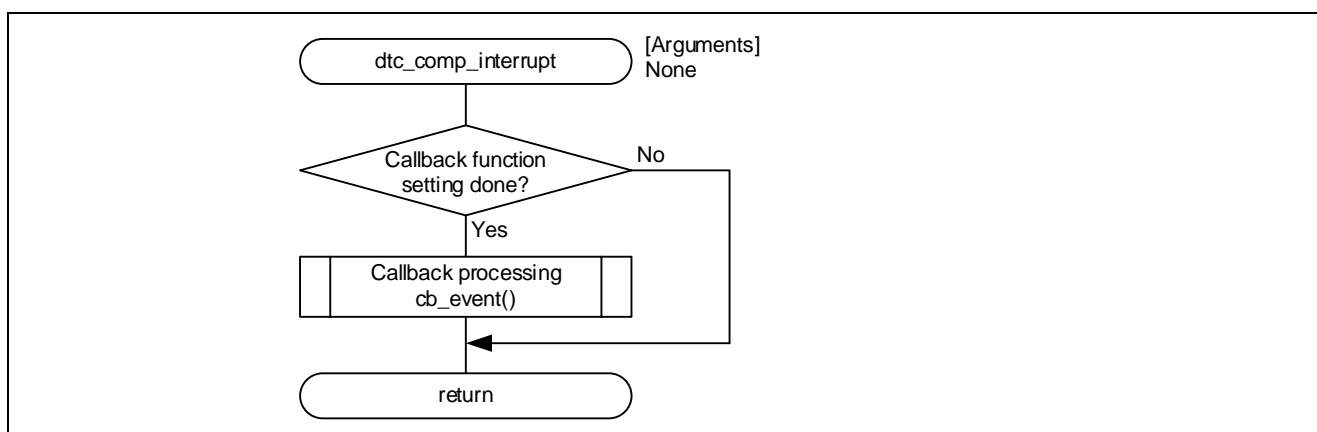 dtc_comp_interrupt
[Arguments]
None
Callback function
setting done?
No
Yes
Callback processing
cb_event()
return